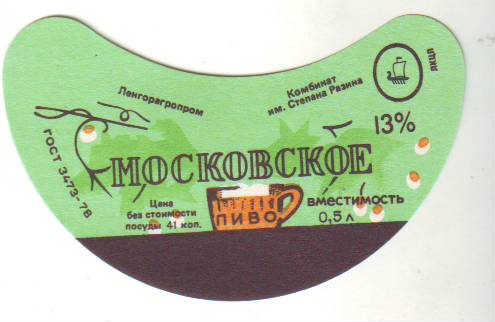 Ленгорагропром
Комбинат
им. Степана Разина
ЛКЦП
ГОСТ 3473-78
13%
МОСКОВСКОЕ
ПИВО
Цена
без стоимости
посуды 41 коп.
вместимость
0,5 л